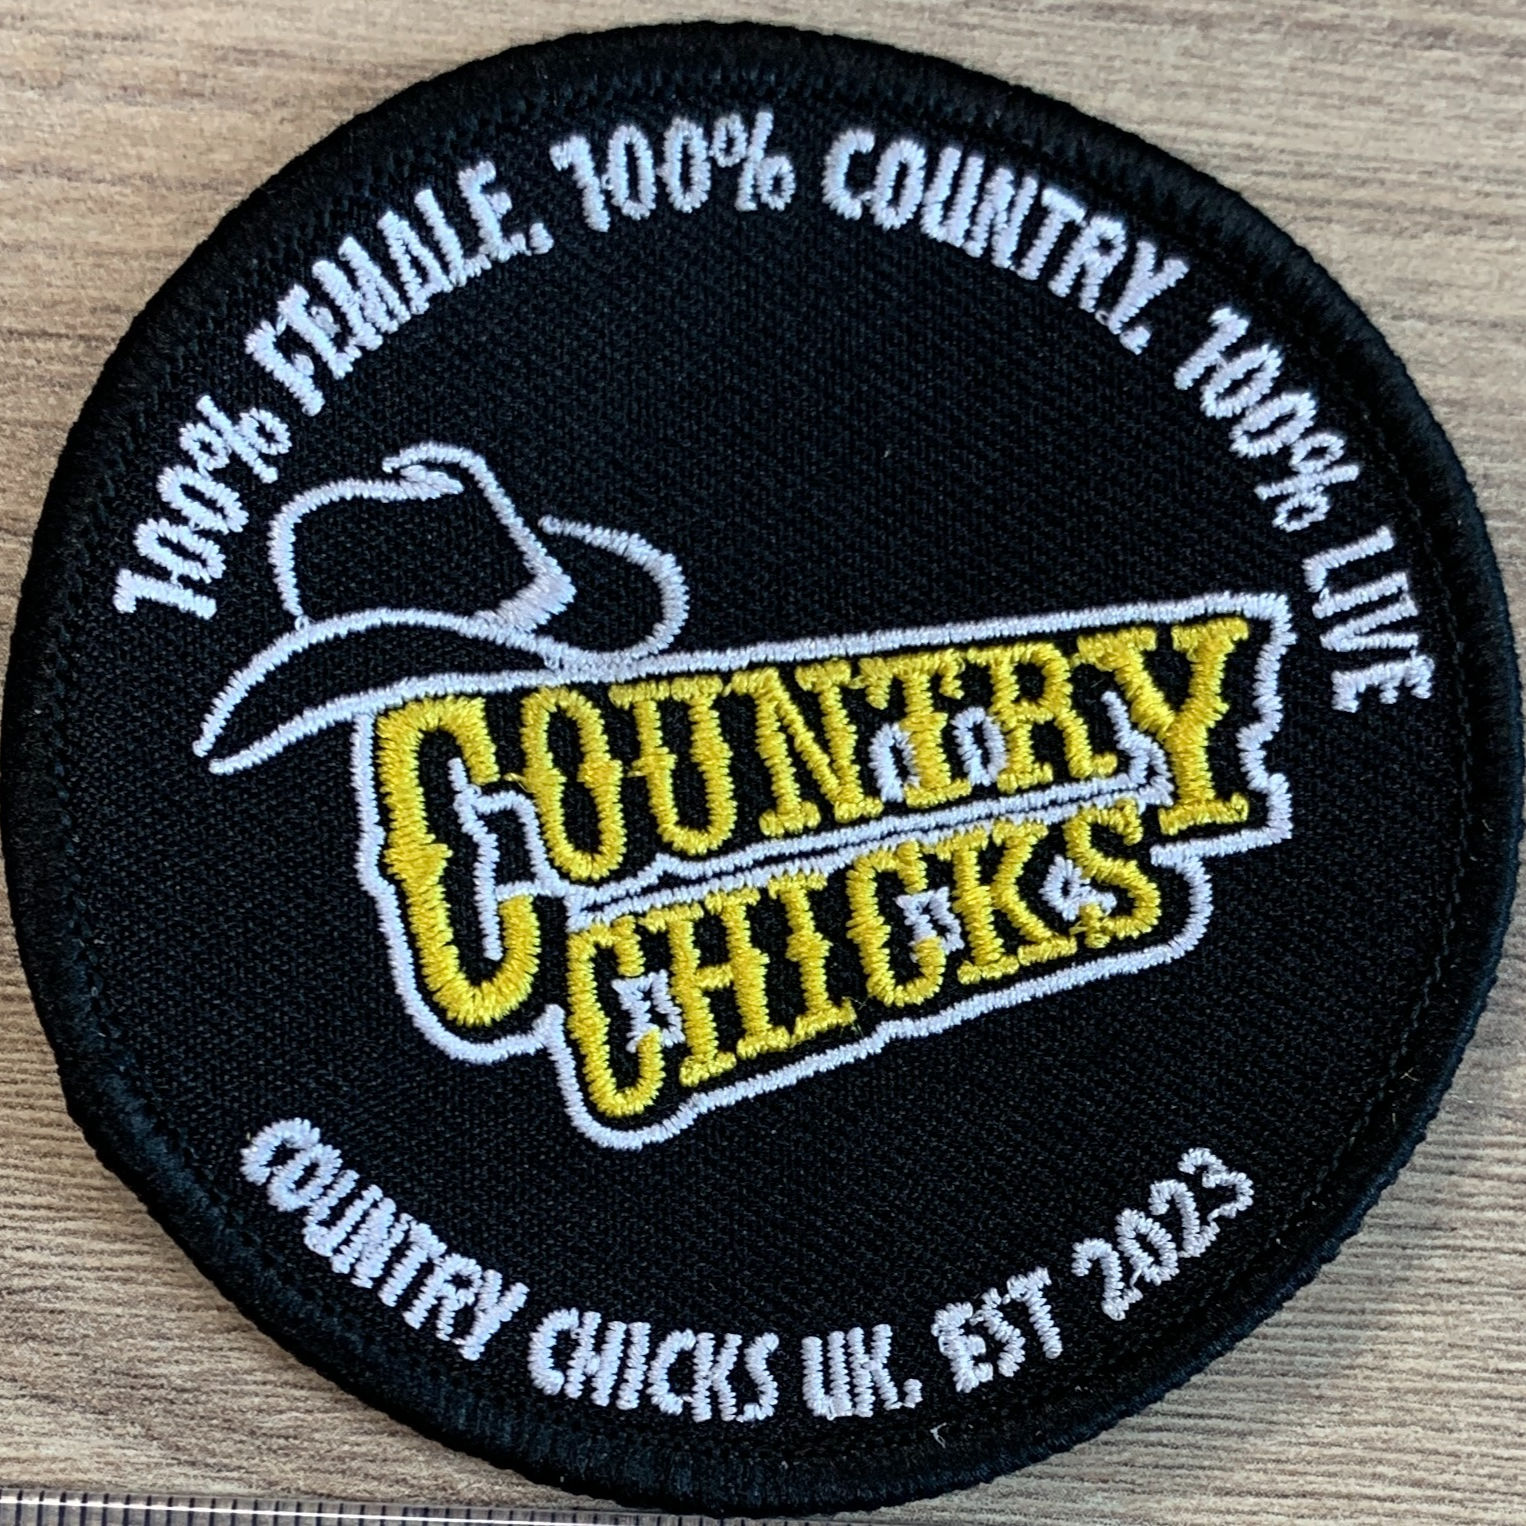 100% FEMALE. 100% COUNTRY. 100% LIVE
COUNTRY
CHICKS
COUNTRY CHICKS UK. EST 2023